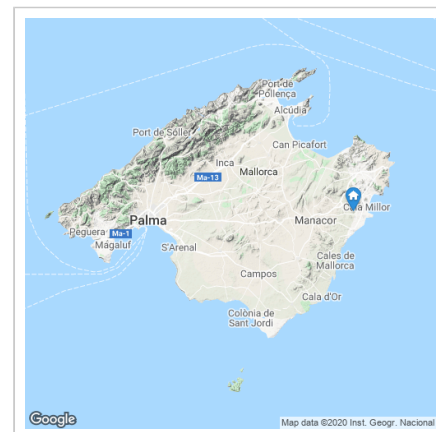 Port de
Pollença
Alcúdia
Port de Sóller
Can Picafort
Inca
Ma-13
Mallorca
Cala Millor
Palma
Manacor
Peguera
Ma-1
Magaluf
S'Arenal
Cales de
Mallorca
Campos
Cala d'Or
Colònia de
Sant Jordi
Google
Map data ©2020 Inst. Geogr. Nacional